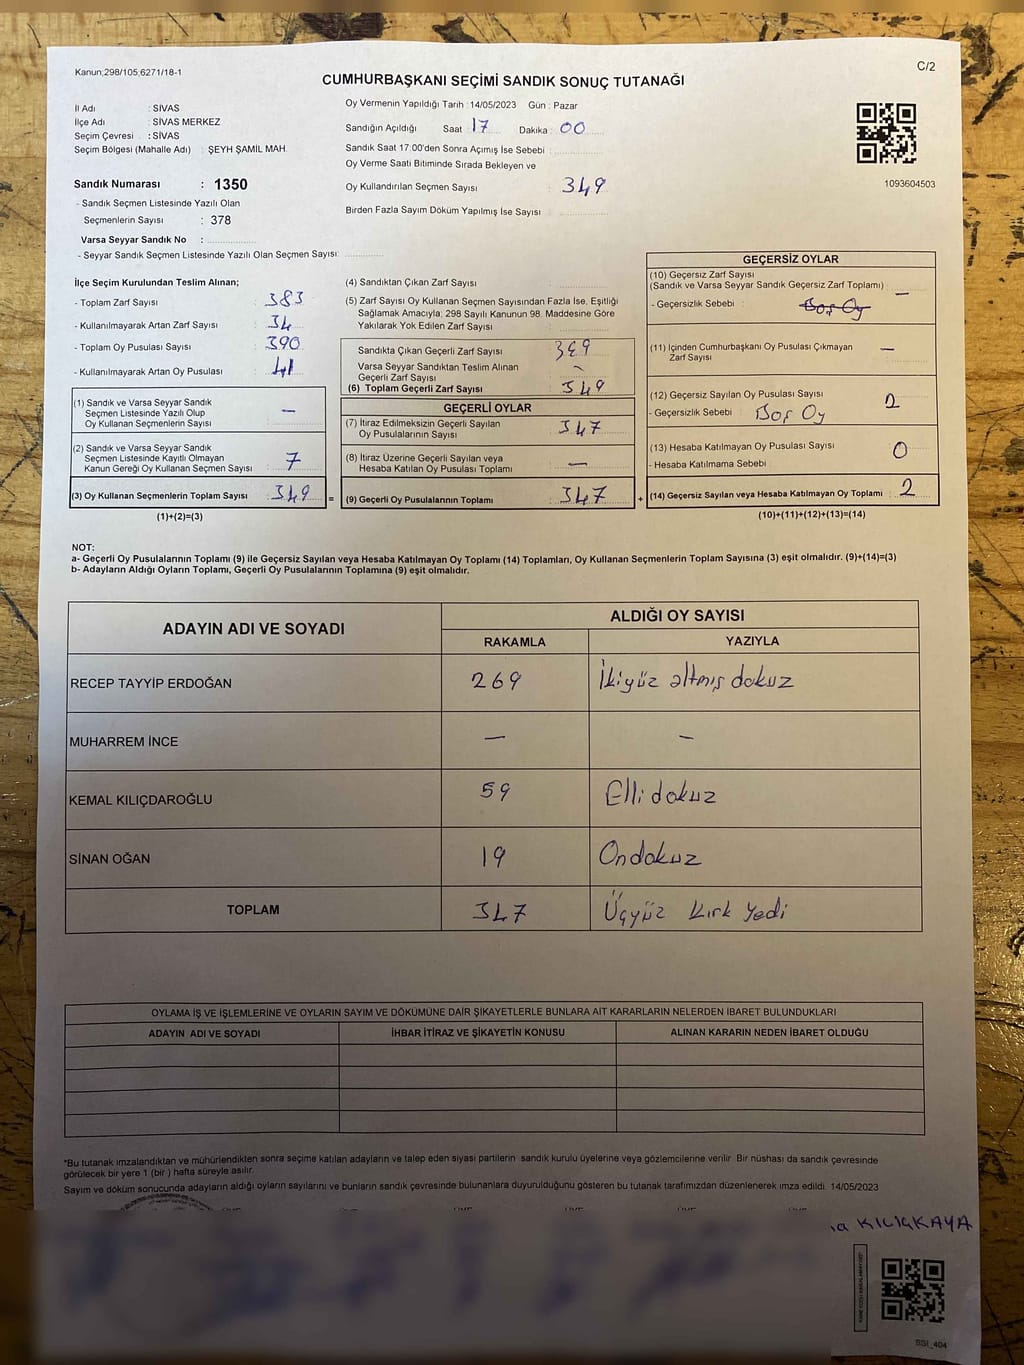 Kanun;298/105,6271/18-1
C/2
CUMHURBAŞKANI SEÇİMİ SANDIK SONUÇ TUTANAĞI
İl Adı : SİVAS
İlçe Adı : SİVAS MERKEZ
Seçim Çevresi : SİVAS
Seçim Bölgesi (Mahalle Adı) : ŞEYH ŞAMİL MAH.
Sandık Numarası : 1350
- Sandık Seçmen Listesinde Yazılı Olan
Seçmenlerin Sayısı : 378
Varsa Seyyar Sandık No :
- Seyyar Sandık Seçmen Listesinde Yazılı Olan Seçmen Sayısı:
Oy Vermenin Yapıldığı Tarih : 14/05/2023 Gün : Pazar
Sandığın Açıldığı Saat 17 Dakika : 00
Sandık Saat 17:00'den Sonra Açımış İse Sebebi :
Oy Verme Saati Bitiminde Sırada Bekleyen ve
Oy Kullandırılan Seçmen Sayısı : 349
Birden Fazla Sayım Döküm Yapılmış İse Sayısı :
1093604503
İlçe Seçim Kurulundan Teslim Alınan;
- Toplam Zarf Sayısı : 383
- Kullanılmayarak Artan Zarf Sayısı : 34
- Toplam Oy Pusulası Sayısı : 390
- Kullanılmayarak Artan Oy Pusulası : 41
(1) Sandık ve Varsa Seyyar Sandık
Seçmen Listesinde Yazılı Olup
Oy Kullanan Seçmenlerin Sayısı : —
(2) Sandık ve Varsa Seyyar Sandık
Seçmen Listesinde Kayıtlı Olmayan
Kanun Gereği Oy Kullanan Seçmen Sayısı : 7
(3) Oy Kullanan Seçmenlerin Toplam Sayısı : 349 =
(1)+(2)=(3)
(4) Sandıktan Çıkan Zarf Sayısı :
(5) Zarf Sayısı Oy Kullanan Seçmen Sayısından Fazla İse, Eşitliği
Sağlamak Amacıyla; 298 Sayılı Kanunun 98. Maddesine Göre
Yakılarak Yok Edilen Zarf Sayısı :
Sandıkta Çıkan Geçerli Zarf Sayısı : 349
Varsa Seyyar Sandıktan Teslim Alınan
Geçerli Zarf Sayısı : -
(6) Toplam Geçerli Zarf Sayısı : 349
GEÇERLİ OYLAR
(7) İtiraz Edilmeksizin Geçerli Sayılan
Oy Pusulalarının Sayısı : 347
(8) İtiraz Üzerine Geçerli Sayılan veya
Hesaba Katılan Oy Pusulası Toplamı : —
(9) Geçerli Oy Pusulalarının Toplamı : 347 +
GEÇERSİZ OYLAR
(10) Geçersiz Zarf Sayısı
(Sandık ve Varsa Seyyar Sandık Geçersiz Zarf Toplamı) : —
- Geçersizlik Sebebi : Boş Oy
(11) İçinden Cumhurbaşkanı Oy Pusulası Çıkmayan
Zarf Sayısı : —
(12) Geçersiz Sayılan Oy Pusulası Sayısı : 2
- Geçersizlik Sebebi : Boş Oy
(13) Hesaba Katılmayan Oy Pusulası Sayısı : 0
- Hesaba Katılmama Sebebi :
(14) Geçersiz Sayılan veya Hesaba Katılmayan Oy Toplamı : 2
(10)+(11)+(12)+(13)=(14)
NOT:
a- Geçerli Oy Pusulalarının Toplamı (9) ile Geçersiz Sayılan veya Hesaba Katılmayan Oy Toplamı (14) Toplamları, Oy Kullanan Seçmenlerin Toplam Sayısına (3) eşit olmalıdır. (9)+(14)=(3)
b- Adayların Aldığı Oyların Toplamı, Geçerli Oy Pusulalarının Toplamına (9) eşit olmalıdır.
ADAYIN ADI VE SOYADI
ALDIĞI OY SAYISI
RAKAMLA YAZIYLA
RECEP TAYYİP ERDOĞAN 269 İkiyüz altmış dokuz
MUHARREM İNCE — —
KEMAL KILIÇDAROĞLU 59 Elli dokuz
SİNAN OĞAN 19 Ondokuz
TOPLAM 347 Üçyüz kırk yedi
OYLAMA İŞ VE İŞLEMLERİNE VE OYLARIN SAYIM VE DÖKÜMÜNE DAİR ŞİKAYETLERLE BUNLARA AİT KARARLARIN NELERDEN İBARET BULUNDUKLARI
ADAYIN ADI VE SOYADI İHBAR İTİRAZ VE ŞİKAYETİN KONUSU ALINAN KARARIN NEDEN İBARET OLDUĞU
*Bu tutanak imzalandıktan ve mühürlendikten sonra seçime katılan adayların ve talep eden siyasi partilerin sandık kurulu üyelerine veya gözlemcilerine verilir. Bir nüshası da sandık çevresinde
görülecek bir yere 1 (bir) hafta süreyle asılır.
Sayım ve döküm sonucunda adayların aldığı oyların sayılarını ve bunların sandık çevresinde bulunanlara duyurulduğunu gösteren bu tutanak tarafımızdan düzenlenerek imza edildi. 14/05/2023
KILIÇKAYA
SSI_404